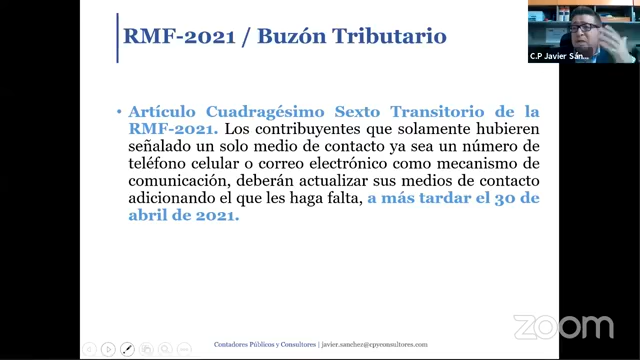 RMF-2021 / Buzón Tributario
• Artículo Cuadragésimo Sexto Transitorio de la
RMF-2021. Los contribuyentes que solamente hubieren
señalado un solo medio de contacto ya sea un número de
teléfono celular o correo electrónico como mecanismo de
comunicación, deberán actualizar sus medios de contacto
adicionando el que les haga falta, a más tardar el 30 de
abril de 2021.
Contadores Públicos y Consultores / javier.sanchez@cpyconsultores.com
C.P Javier Sán...
zoom